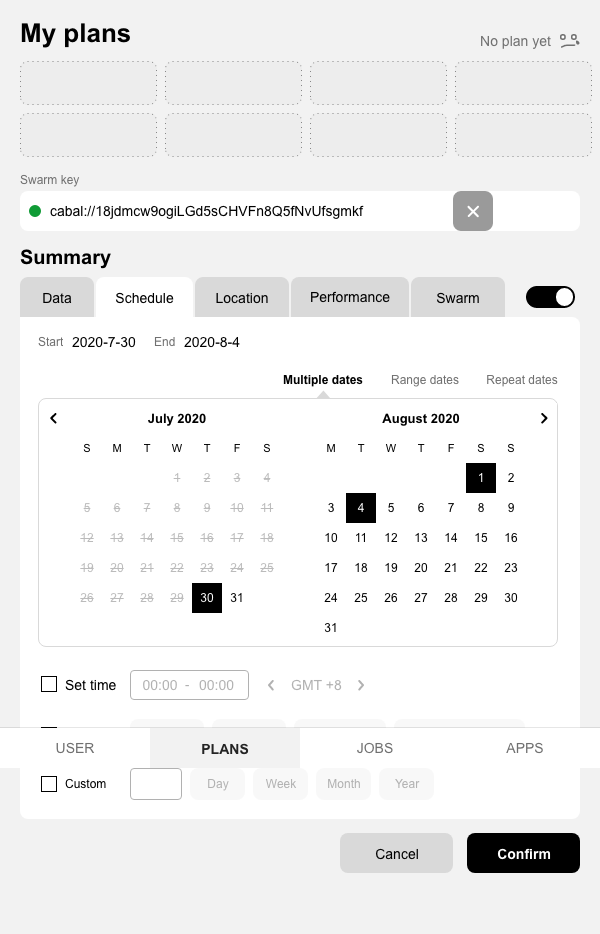 My plans
No plan yet
Swarm key
cabal://18jdmcw9ogiLGd5sCHVFn8Q5fNvUfsgmkf
Summary
Data Schedule Location Performance Swarm
Start 2020-7-30 End 2020-8-4
Multiple dates Range dates Repeat dates
July 2020
S M T W T F S
1 2 3 4
5 6 7 8 9 10 11
12 13 14 15 16 17 18
19 20 21 22 23 24 25
26 27 28 29 30 31
August 2020
M T W T F S S
1 2
3 4 5 6 7 8 9
10 11 12 13 14 15 16
17 18 19 20 21 22 23
24 25 26 27 28 29 30
31
Set time 00:00 - 00:00 GMT +8
USER PLANS JOBS APPS
Custom Day Week Month Year
Cancel Confirm